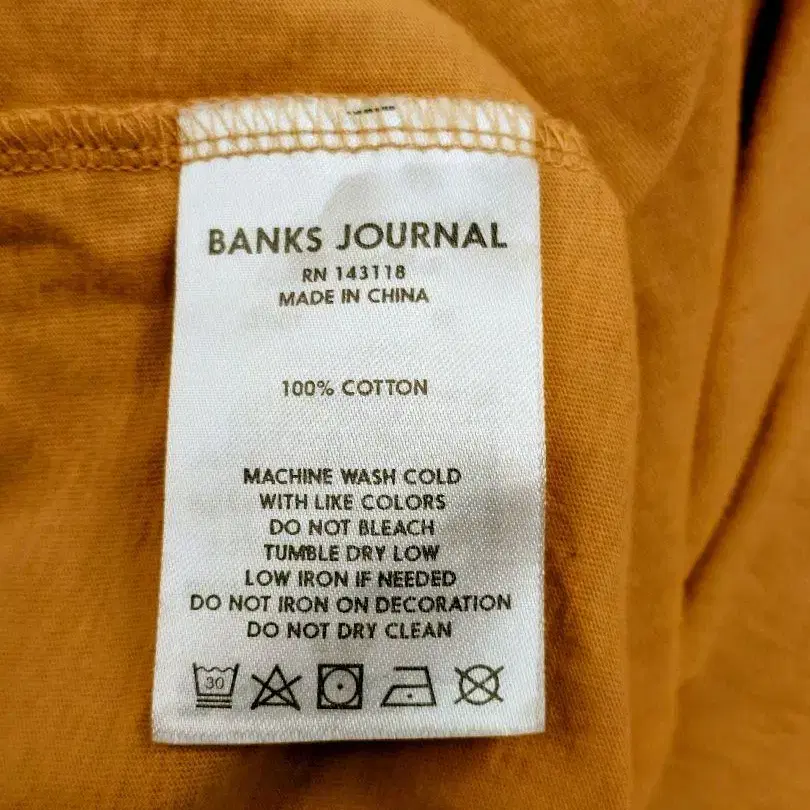 BANKS JOURNAL
RN 143118
MADE IN CHINA
100% COTTON
MACHINE WASH COLD
WITH LIKE COLORS
DO NOT BLEACH
TUMBLE DRY LOW
LOW IRON IF NEEDED
DO NOT IRON ON DECORATION
DO NOT DRY CLEAN
30